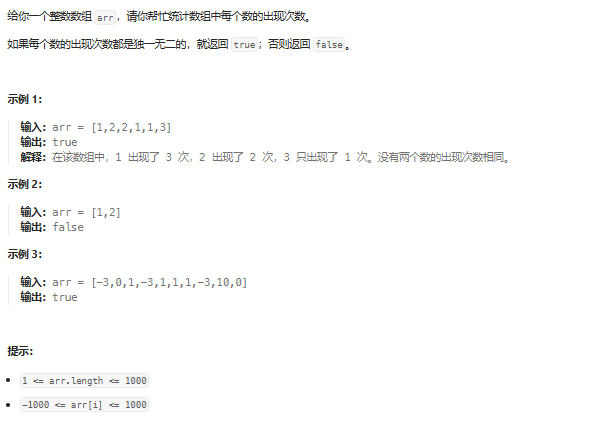 给你一个整数数组 arr，请你帮忙统计数组中每个数的出现次数。
如果每个数的出现次数都是独一无二的，就返回 true；否则返回 false。
示例 1：
输入：arr = [1,2,2,1,1,3]
输出：true
解释：在该数组中，1 出现了 3 次，2 出现了 2 次，3 只出现了 1 次。没有两个数的出现次数相同。
示例 2：
输入：arr = [1,2]
输出：false
示例 3：
输入：arr = [-3,0,1,-3,1,1,1,-3,10,0]
输出：true
提示：
• 1 <= arr.length <= 1000
• -1000 <= arr[i] <= 1000